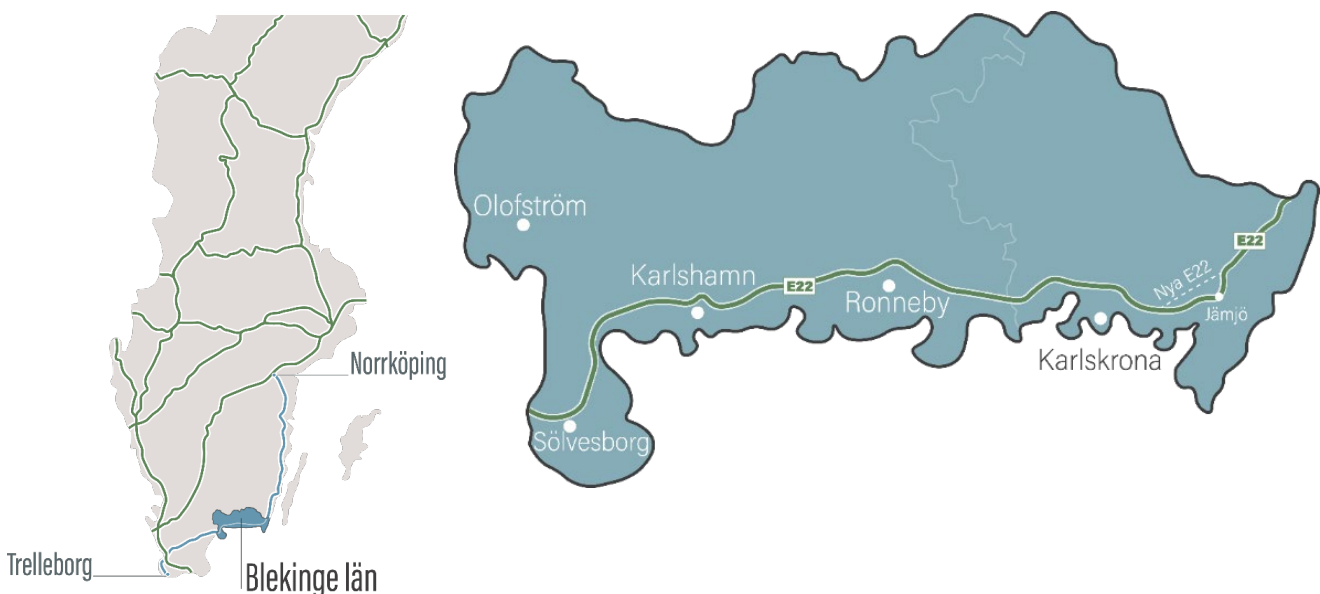 Norrköping
Trelleborg
Blekinge län
Olofström
Karlshamn
E22
Ronneby
Sölvesborg
Karlskrona
Nya E22
E22
Jämjö